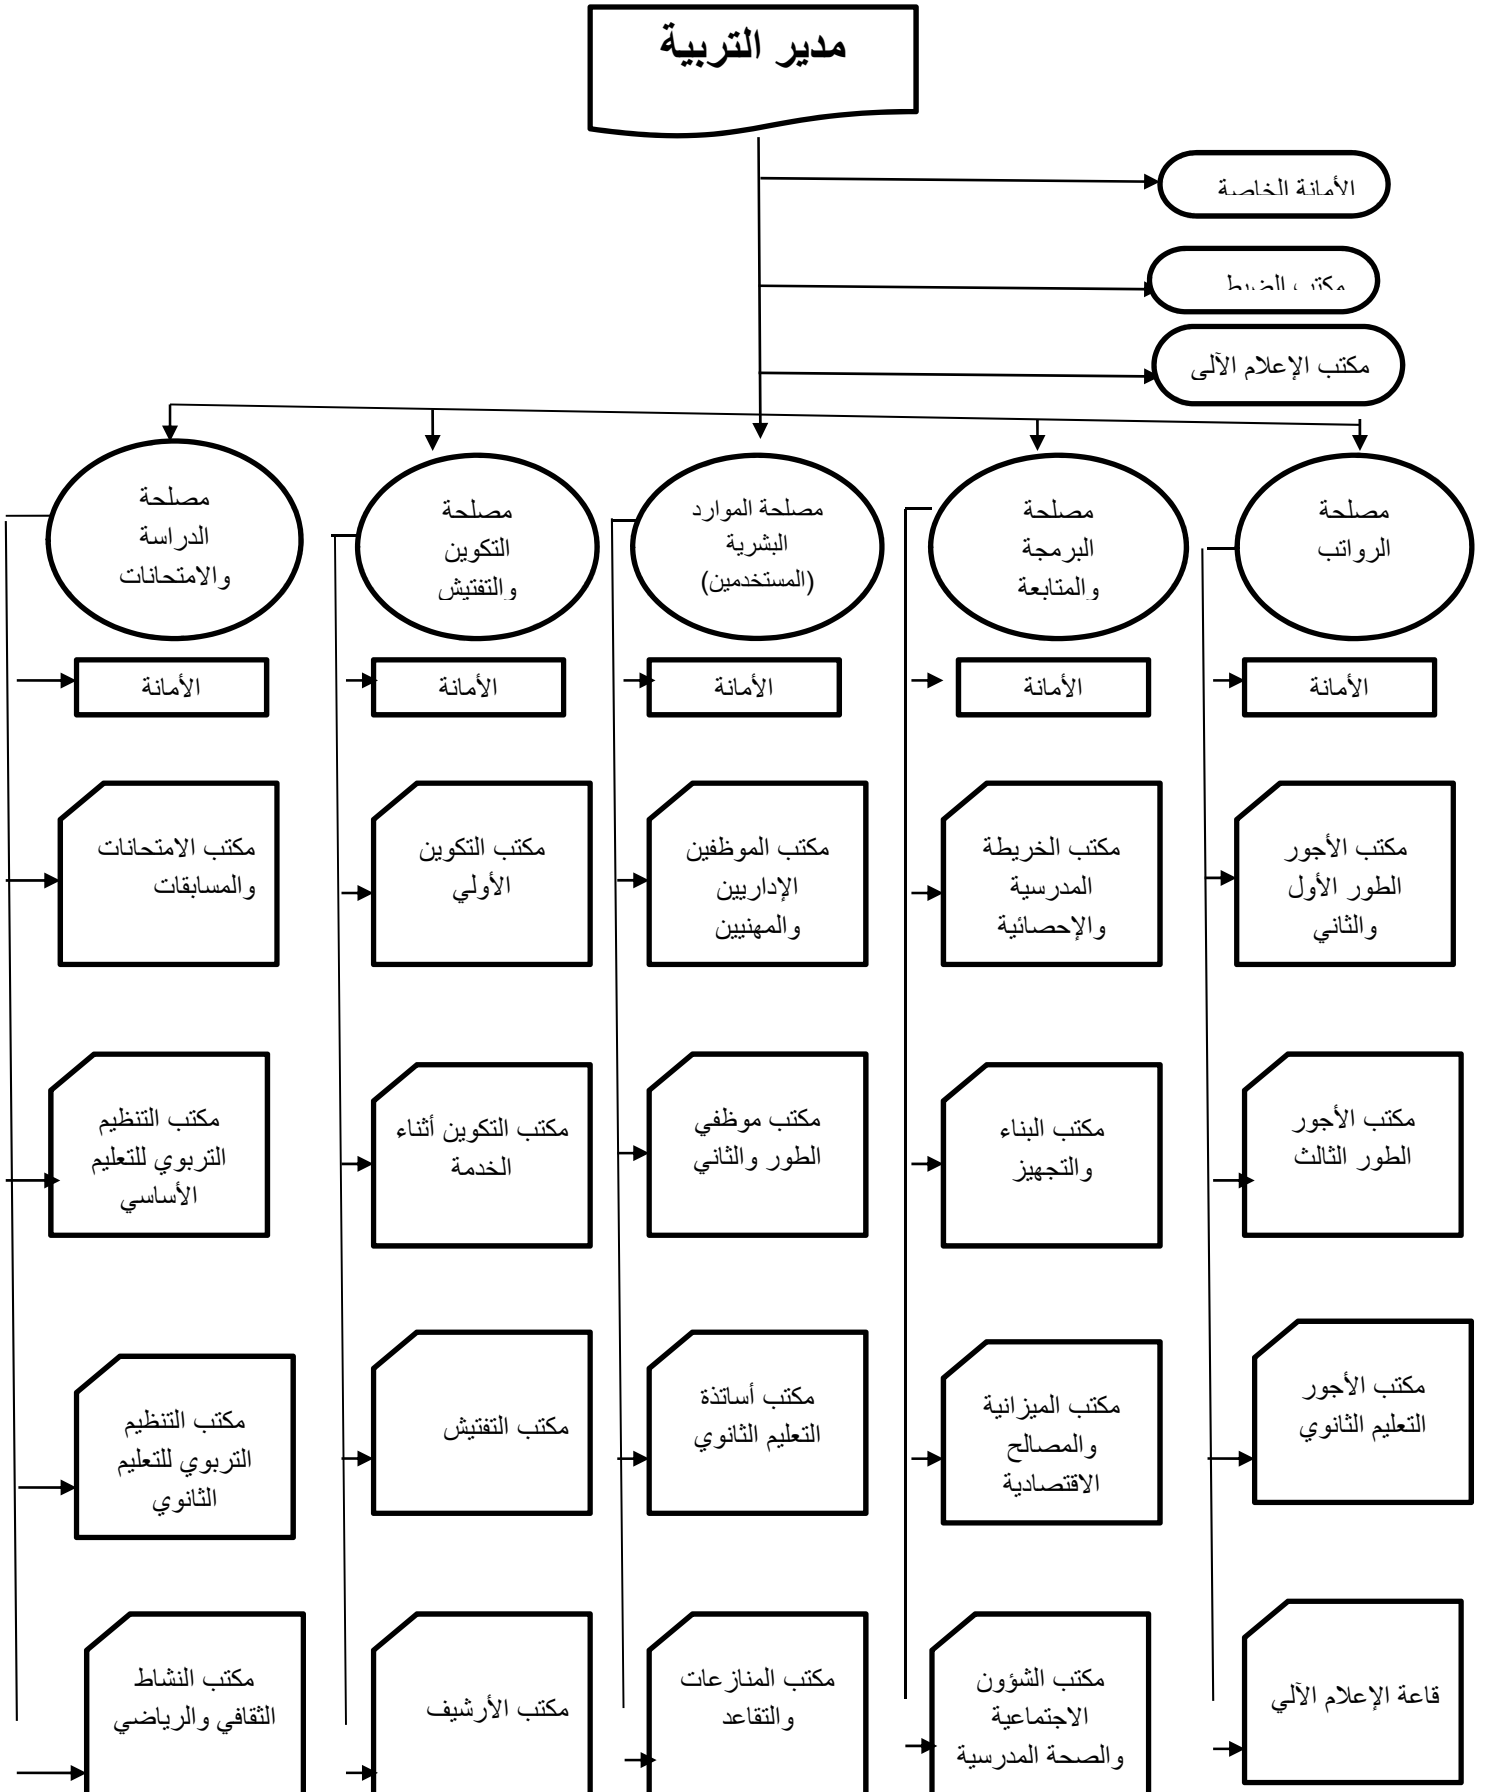 مدير التربية
الأمانة الخاصة
مكتب الضبط
مكتب الإعلام الآلي
مصلحة
الرواتب
مصلحة
البرمجة
والمتابعة
مصلحة الموارد
البشرية
(المستخدمين)
مصلحة
التكوين
والتفتيش
مصلحة
الدراسة
والامتحانات
الأمانة
الأمانة
الأمانة
الأمانة
الأمانة
مكتب الأجور
الطور الأول
والثاني
مكتب الخريطة
المدرسية
والإحصائية
مكتب الموظفين
الإداريين
والمهنيين
مكتب التكوين
الأولي
مكتب الامتحانات
والمسابقات
مكتب الأجور
الطور الثالث
مكتب البناء
والتجهيز
مكتب موظفي
الطور والثاني
مكتب التكوين أثناء
الخدمة
مكتب التنظيم
التربوي للتعليم
الأساسي
مكتب الأجور
التعليم الثانوي
مكتب الميزانية
والمصالح
الاقتصادية
مكتب أساتذة
التعليم الثانوي
مكتب التفتيش
مكتب التنظيم
التربوي للتعليم
الثانوي
قاعة الإعلام الآلي
مكتب الشؤون
الاجتماعية
والصحة المدرسية
مكتب المنازعات
والتقاعد
مكتب الأرشيف
مكتب النشاط
الثقافي والرياضي